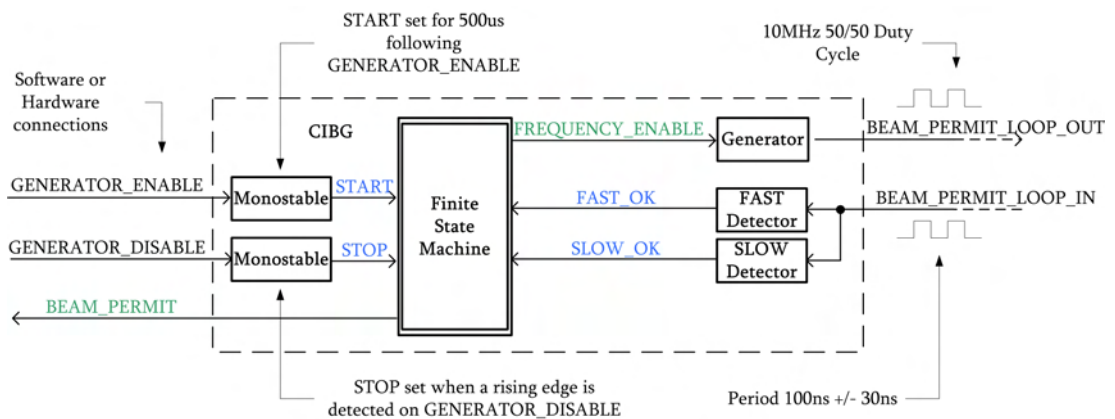 START set for 500us
following
GENERATOR_ENABLE
10MHz 50/50 Duty
Cycle
Software or
Hardware
connections
CIBG
FREQUENCY_ENABLE
Generator
BEAM_PERMIT_LOOP_OUT
GENERATOR_ENABLE
Monostable
START
Finite
State
Machine
FAST_OK
FAST
Detector
BEAM_PERMIT_LOOP_IN
GENERATOR_DISABLE
Monostable
STOP
SLOW_OK
SLOW
Detector
BEAM_PERMIT
STOP set when a rising edge is
detected on GENERATOR_DISABLE
Period 100ns +/- 30ns